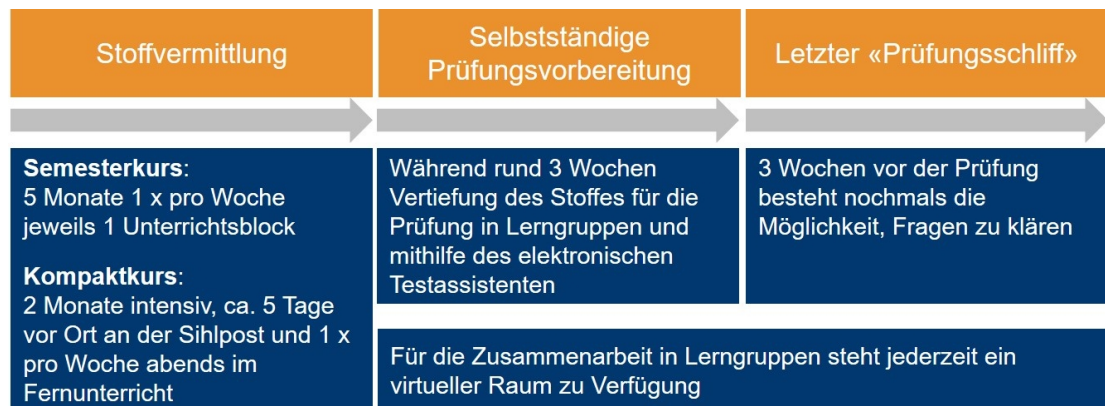 Stoffvermittlung
Selbstständige
Prüfungsvorbereitung
Letzter «Prüfungsschliff»
Semesterkurs:
5 Monate 1 x pro Woche
jeweils 1 Unterrichtsblock
Kompaktkurs:
2 Monate intensiv, ca. 5 Tage
vor Ort an der Sihlpost und 1 x
pro Woche abends im
Fernunterricht
Während rund 3 Wochen
Vertiefung des Stoffes für die
Prüfung in Lerngruppen und
mithilfe des elektronischen
Testassistenten
3 Wochen vor der Prüfung
besteht nochmals die
Möglichkeit, Fragen zu klären
Für die Zusammenarbeit in Lerngruppen steht jederzeit ein
virtueller Raum zu Verfügung